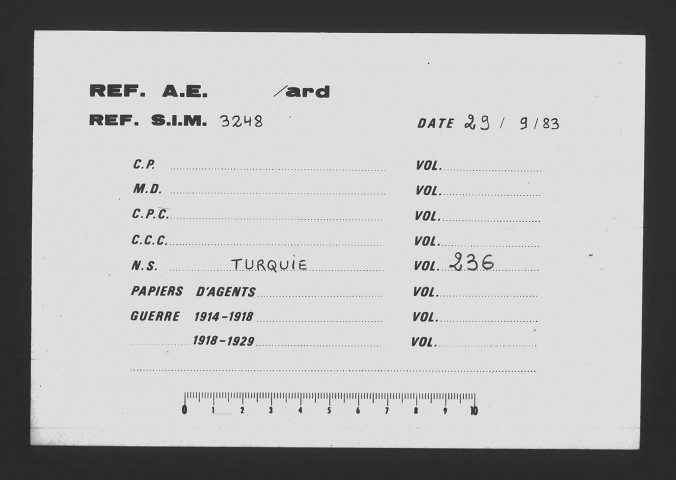 REF. A.E. /ard
REF. S.I.M. 3248 DATE 29 / 9 / 83
C.P. VOL.
M.D. VOL.
C.P.C. VOL.
C.C.C. VOL.
N.S. TURQUIE VOL. 236
PAPIERS D'AGENTS VOL.
GUERRE 1914-1918 VOL.
1918-1929 VOL.
0 1 2 3 4 5 6 7 8 9 10